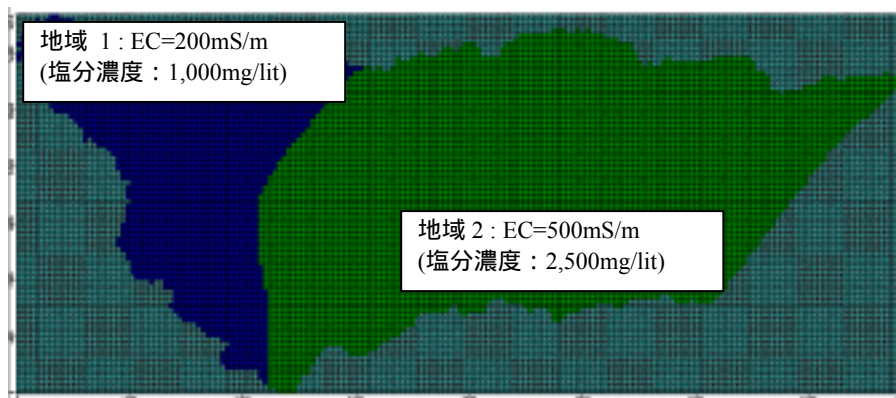 地域 1 : EC=200mS/m
(塩分濃度：1,000mg/lit)
地域 2 : EC=500mS/m
(塩分濃度：2,500mg/lit)